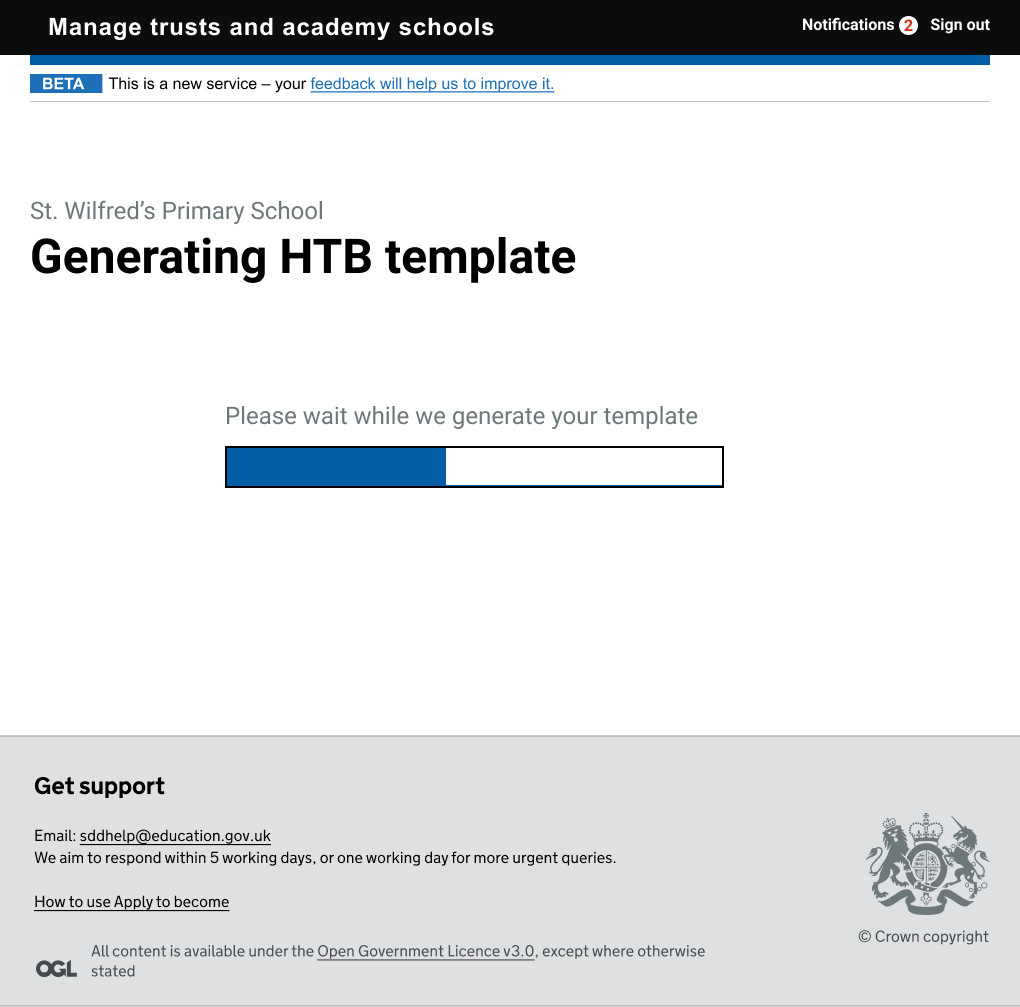 Manage trusts and academy schools
Notifications 2 Sign out
BETA This is a new service – your feedback will help us to improve it.
St. Wilfred’s Primary School
Generating HTB template
Please wait while we generate your template
Get support
Email: sddhelp@education.gov.uk
We aim to respond within 5 working days, or one working day for more urgent queries.
How to use Apply to become
© Crown copyright
OGL
All content is available under the Open Government Licence v3.0, except where otherwise
stated